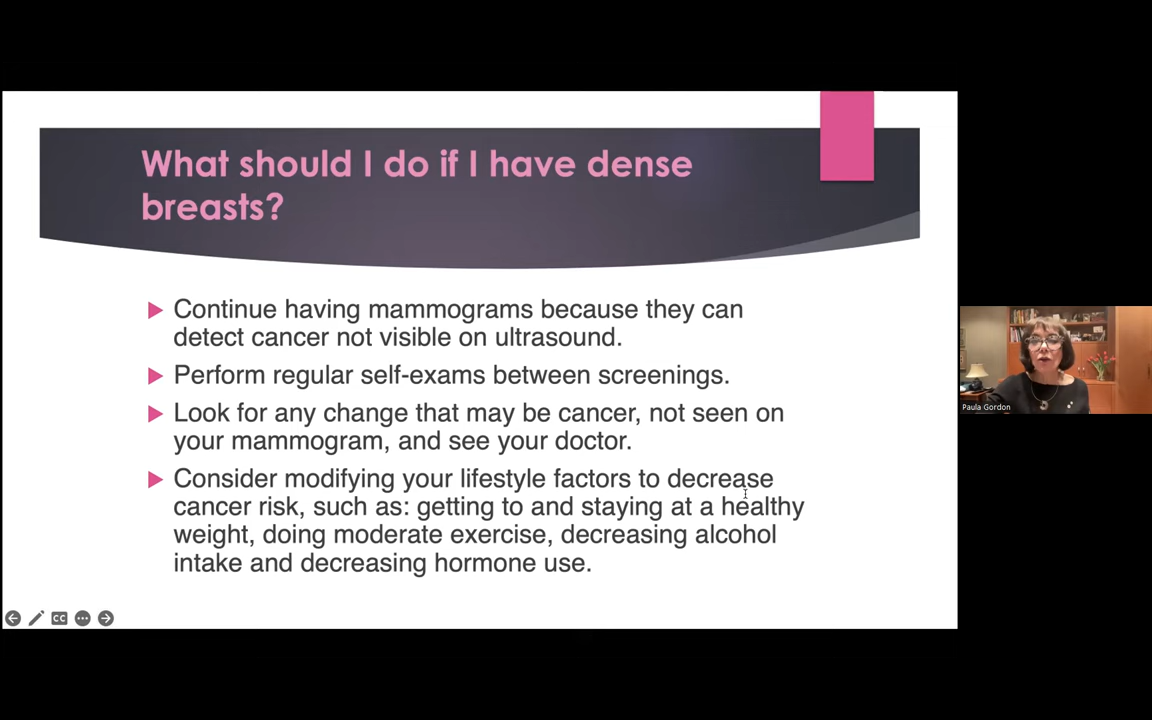 What should I do if I have dense
breasts?
Continue having mammograms because they can
detect cancer not visible on ultrasound.
Perform regular self-exams between screenings.
Look for any change that may be cancer, not seen on
your mammogram, and see your doctor.
Consider modifying your lifestyle factors to decrease
cancer risk, such as: getting to and staying at a healthy
weight, doing moderate exercise, decreasing alcohol
intake and decreasing hormone use.
CC
Paula Gordon